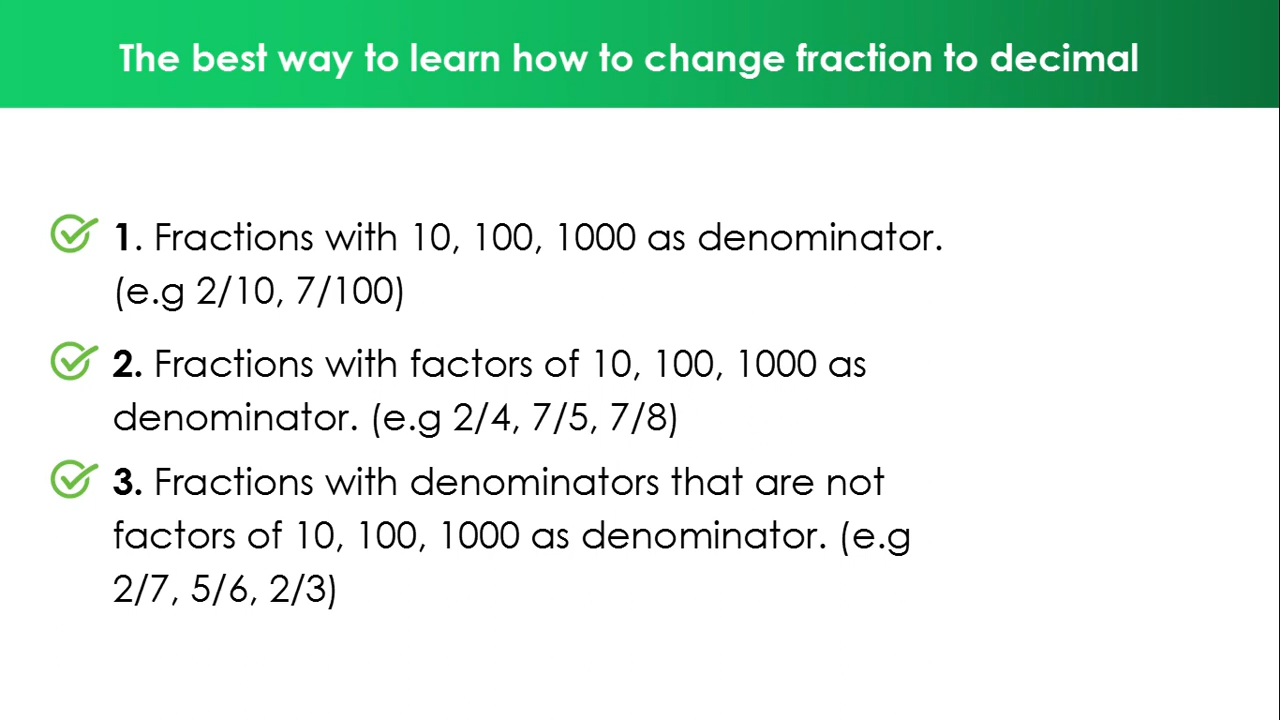 The best way to learn how to change fraction to decimal
1. Fractions with 10, 100, 1000 as denominator.
(e.g 2/10, 7/100)
2. Fractions with factors of 10, 100, 1000 as
denominator. (e.g 2/4, 7/5, 7/8)
3. Fractions with denominators that are not
factors of 10, 100, 1000 as denominator. (e.g
2/7, 5/6, 2/3)